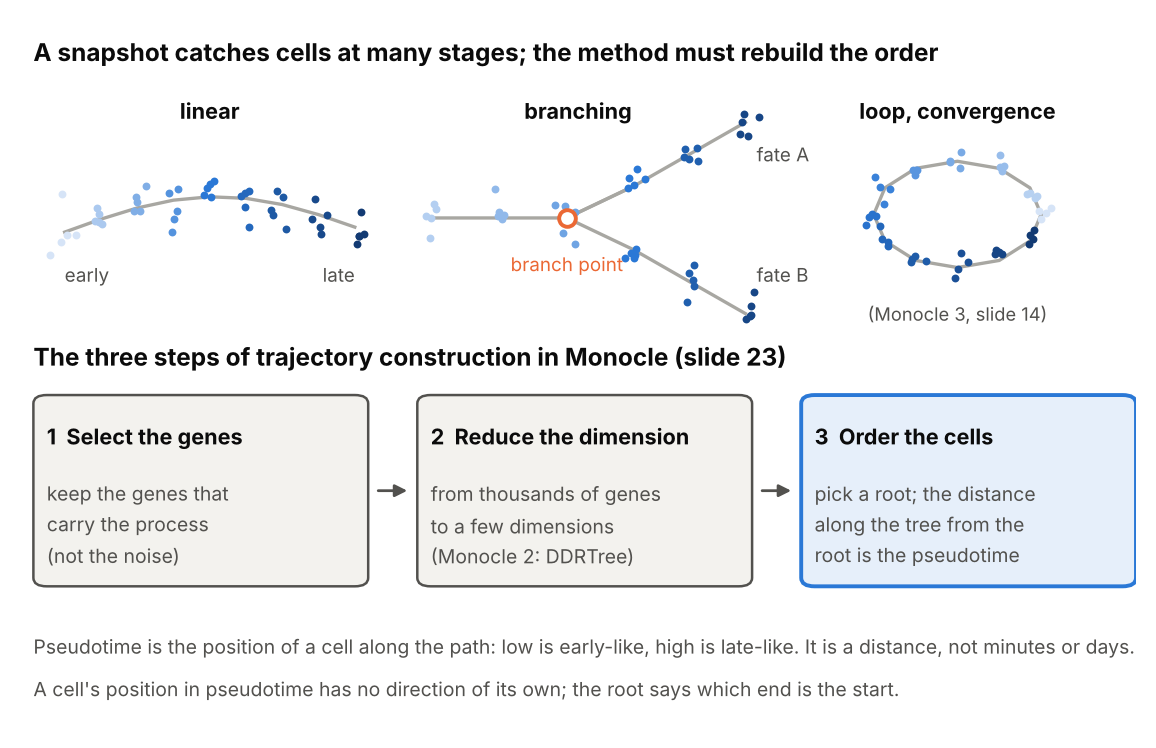 A snapshot catches cells at many stages; the method must rebuild the order
linear
branching
loop, convergence
fate A
early
late
branch point
fate B
(Monocle 3, slide 14)
The three steps of trajectory construction in Monocle (slide 23)
1 Select the genes
keep the genes that
carry the process
(not the noise)
2 Reduce the dimension
from thousands of genes
to a few dimensions
(Monocle 2: DDRTree)
3 Order the cells
pick a root; the distance
along the tree from the
root is the pseudotime
Pseudotime is the position of a cell along the path: low is early-like, high is late-like. It is a distance, not minutes or days.
A cell's position in pseudotime has no direction of its own; the root says which end is the start.